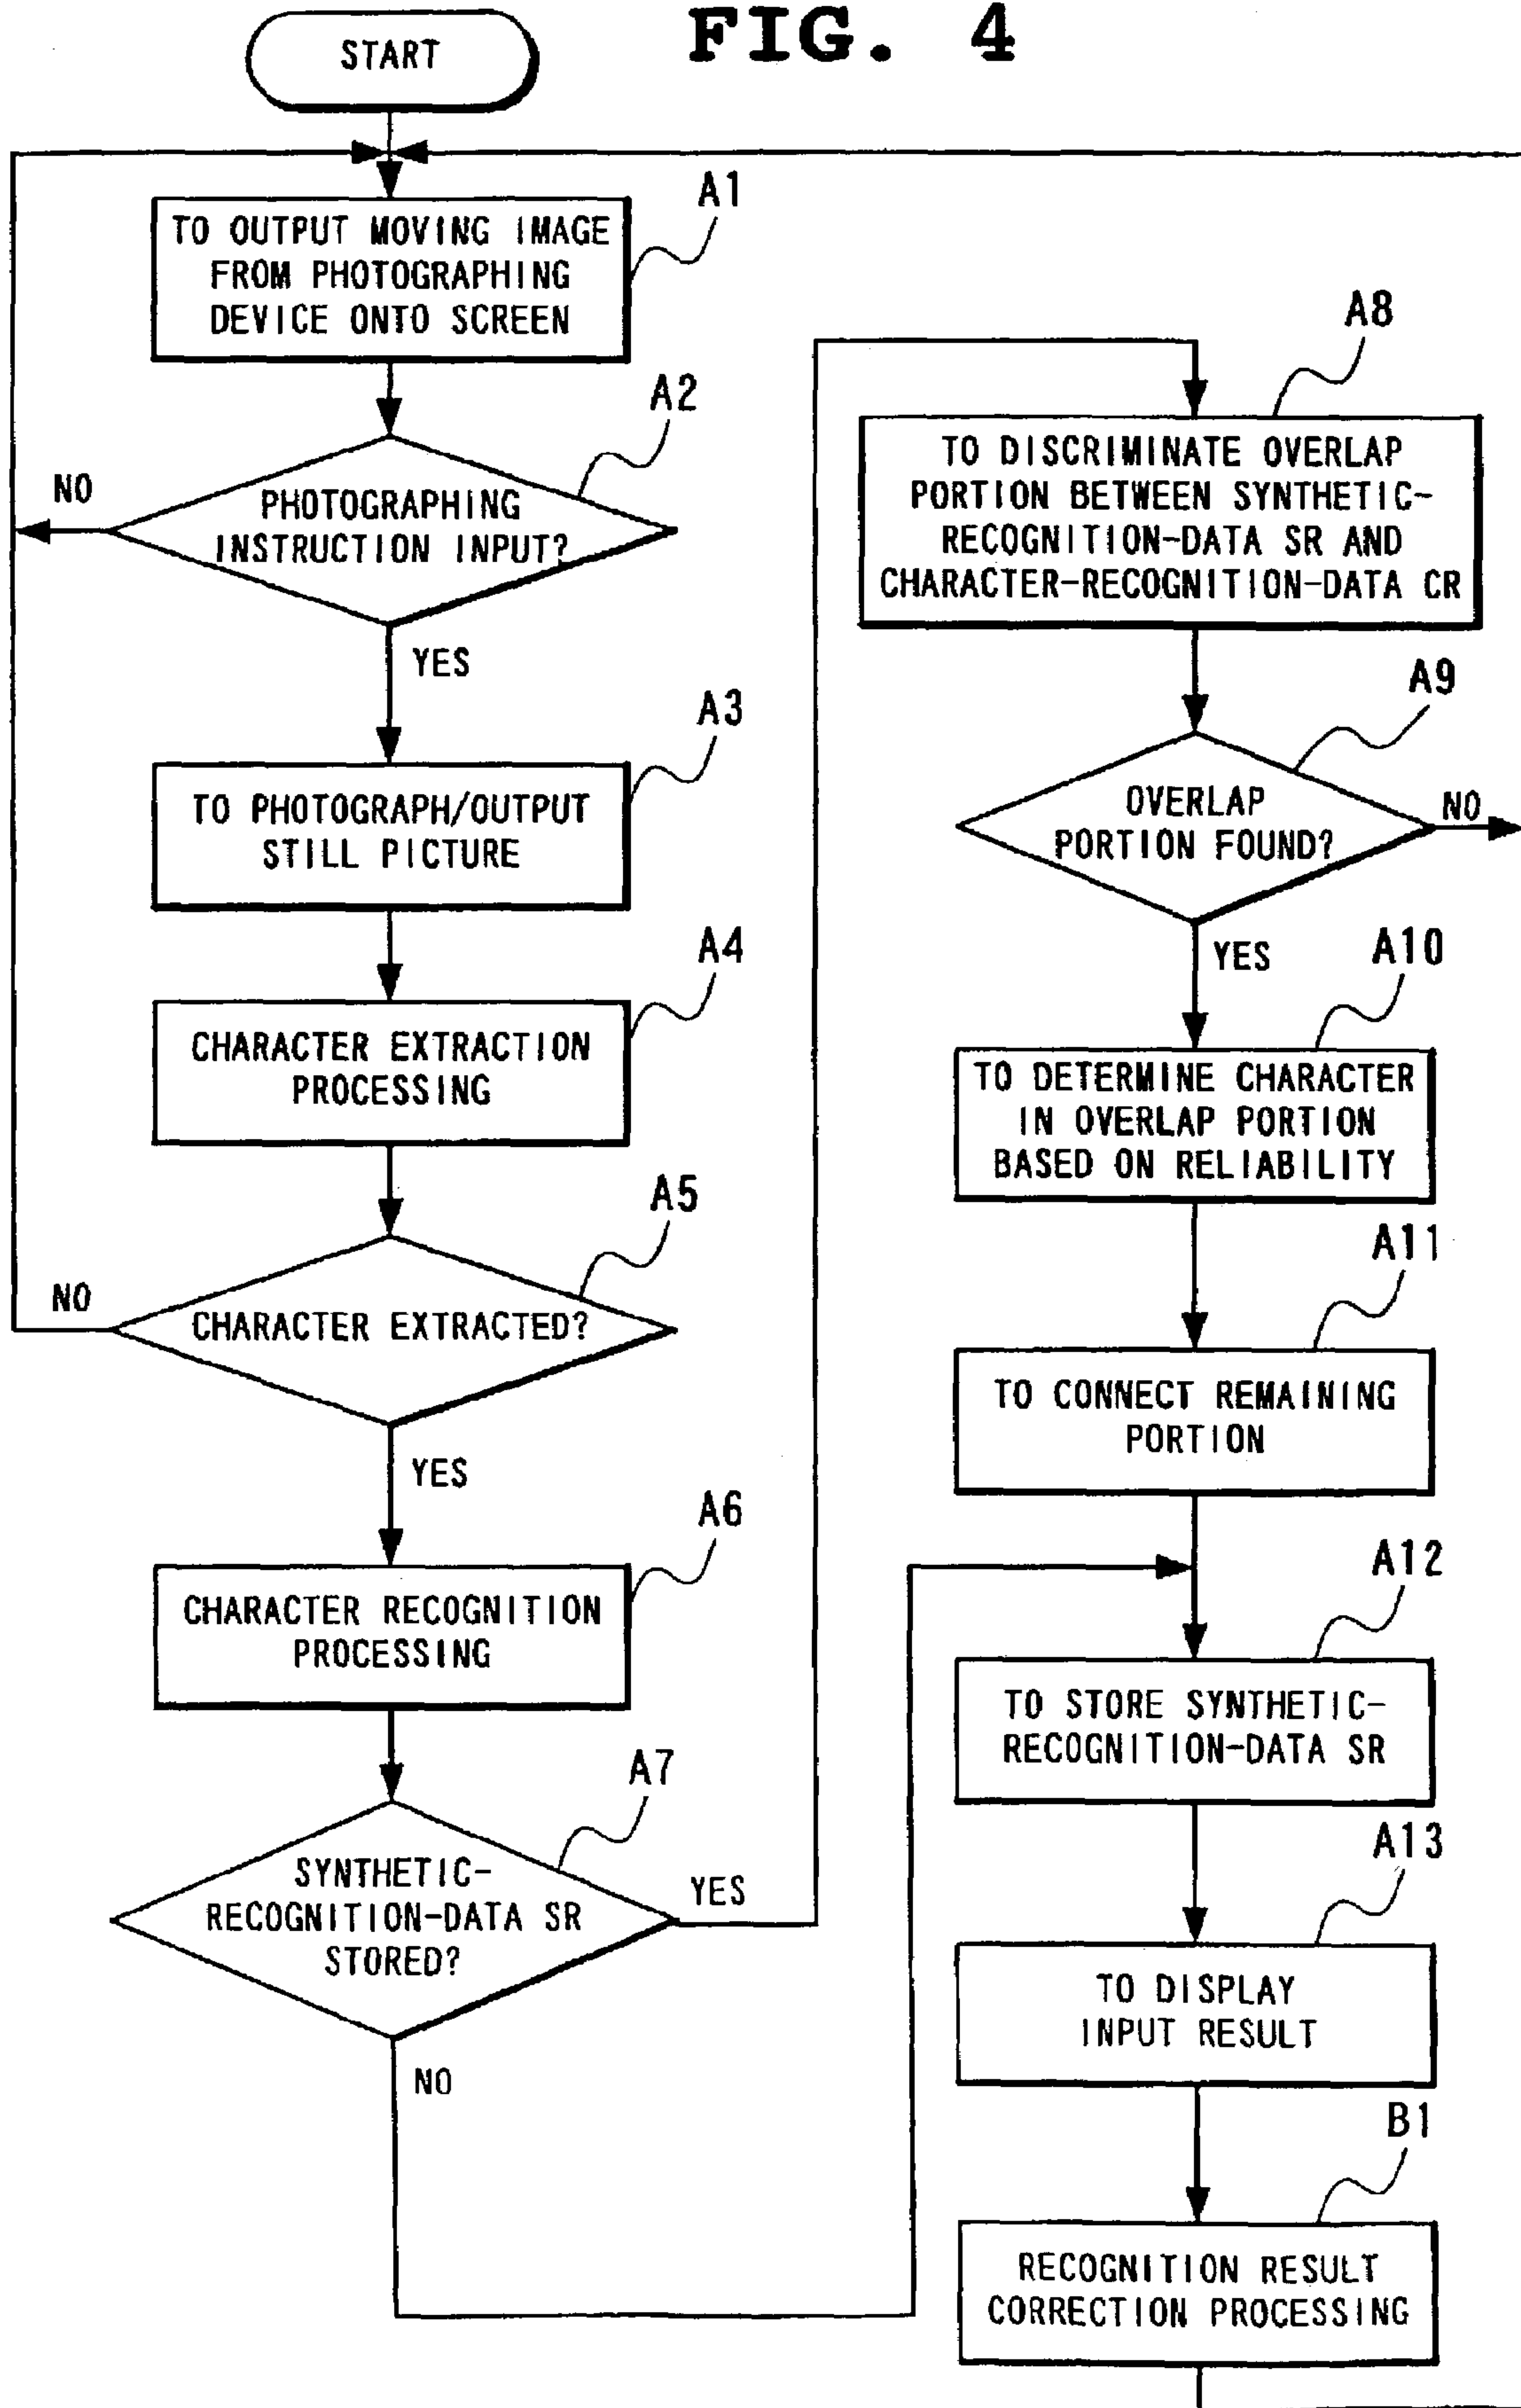 FIG. 4
START
A1
TO OUTPUT MOVING IMAGE
FROM PHOTOGRAPHING
DEVICE ONTO SCREEN
A2
NO
PHOTOGRAPHING
INSTRUCTION INPUT?
YES
A3
TO PHOTOGRAPH/OUTPUT
STILL PICTURE
A4
CHARACTER EXTRACTION
PROCESSING
A5
NO
CHARACTER EXTRACTED?
YES
A6
CHARACTER RECOGNITION
PROCESSING
A7
SYNTHETIC-
RECOGNITION-DATA SR
STORED?
YES
NO
A8
TO DISCRIMINATE OVERLAP
PORTION BETWEEN SYNTHETIC-
RECOGNITION-DATA SR AND
CHARACTER-RECOGNITION-DATA CR
A9
OVERLAP
PORTION FOUND?
NO
YES
A10
TO DETERMINE CHARACTER
IN OVERLAP PORTION
BASED ON RELIABILITY
A11
TO CONNECT REMAINING
PORTION
A12
TO STORE SYNTHETIC-
RECOGNITION-DATA SR
A13
TO DISPLAY
INPUT RESULT
B1
RECOGNITION RESULT
CORRECTION PROCESSING